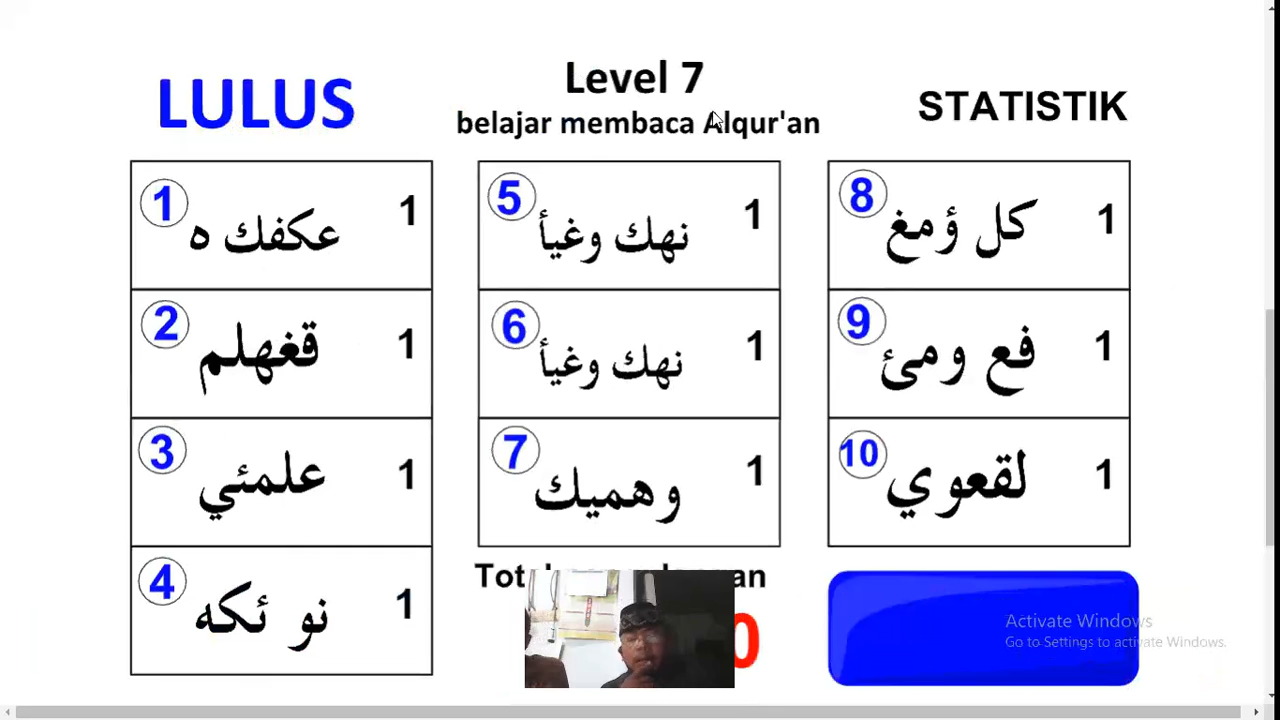 LULUS
Level 7
belajar membaca Alqur'an
STATISTIK
1 عكفك ه 1
2 قغهلم 1
3 علمئي 1
4 نو ئكه 1
5 نهك وغيأ 1
6 نهك وغيأ 1
7 وهميك 1
8 كل ؤمغ 1
9 فع ومئ 1
10 لقعوي 1
Activate Windows
Go to Settings to activate Windows.